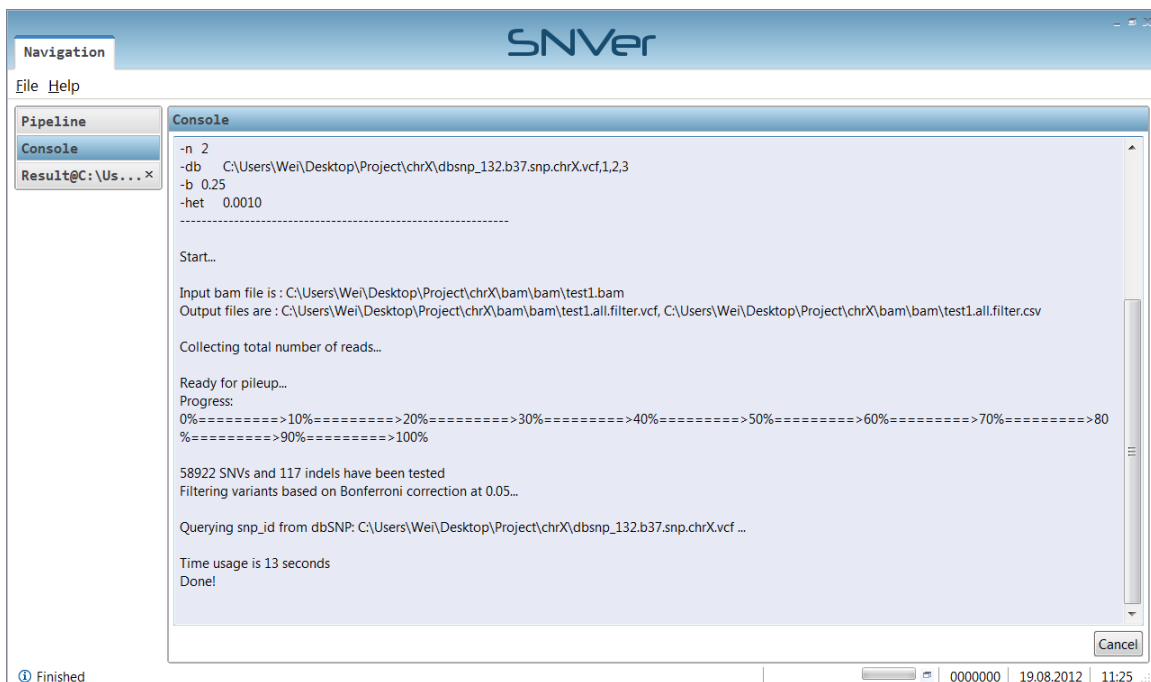 SNVer
Navigation
File Help
Pipeline
Console
Result@C:\Us...×
Console
-n 2
-db C:\Users\Wei\Desktop\Project\chrX\dbsnp_132.b37.snp.chrX.vcf,1,2,3
-b 0.25
-het 0.0010
--------------------------------------------------------------
Start...
Input bam file is : C:\Users\Wei\Desktop\Project\chrX\bam\bam\test1.bam
Output files are : C:\Users\Wei\Desktop\Project\chrX\bam\bam\test1.all.filter.vcf, C:\Users\Wei\Desktop\Project\chrX\bam\bam\test1.all.filter.csv
Collecting total number of reads...
Ready for pileup...
Progress:
0%=========>10%=========>20%=========>30%=========>40%=========>50%=========>60%=========>70%=========>80
%=========>90%=========>100%
58922 SNVs and 117 indels have been tested
Filtering variants based on Bonferroni correction at 0.05...
Querying snp_id from dbSNP: C:\Users\Wei\Desktop\Project\chrX\dbsnp_132.b37.snp.chrX.vcf ...
Time usage is 13 seconds
Done!
Cancel
Finished
0000000 19.08.2012 11:25